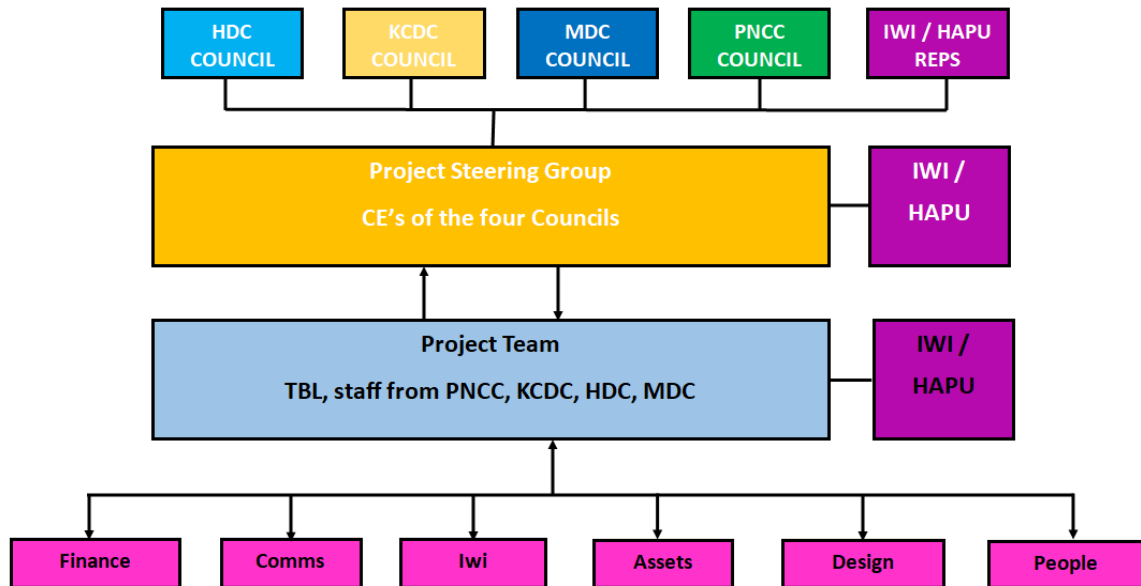 HDC
COUNCIL
KCDC
COUNCIL
MDC
COUNCIL
PNCC
COUNCIL
IWI / HAPU
REPS
Project Steering Group
CE's of the four Councils
IWI /
HAPU
Project Team
TBL, staff from PNCC, KCDC, HDC, MDC
IWI /
HAPU
Finance
Comms
Iwi
Assets
Design
People